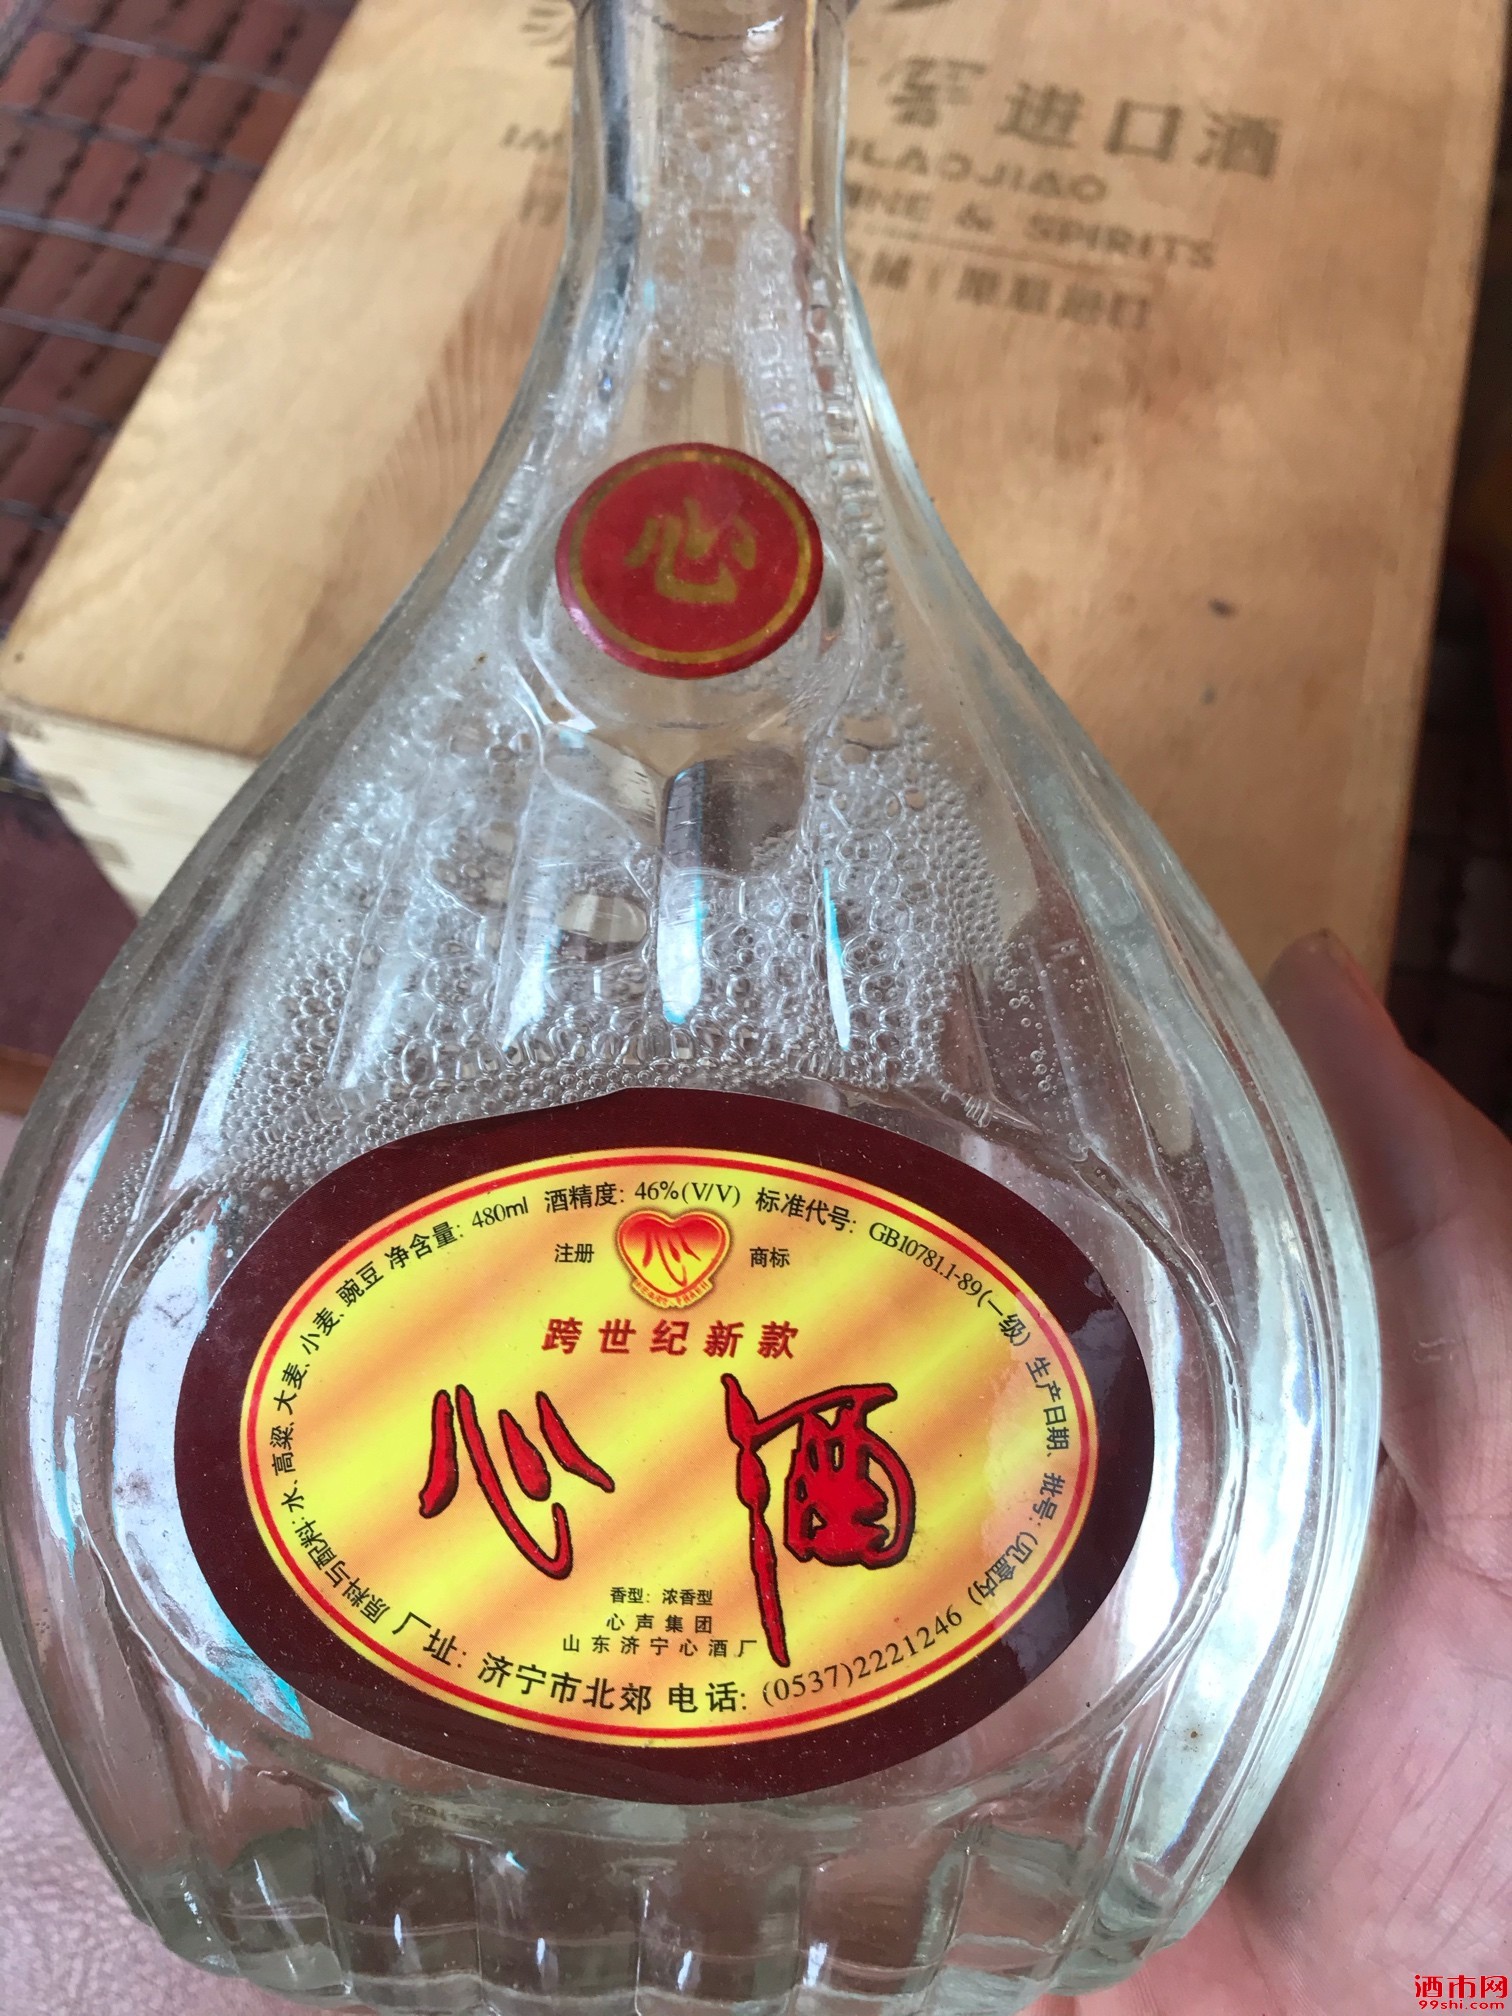 进口酒
LAOJIAO
& SPIRITS
心
原料与配料:水、高粱、大麦、小麦、豌豆 净含量: 480ml 酒精度: 46%(V/V) 标准代号: GB10781.1-89(一级) 生产日期、批号:(见盒内)
注册 心 商标
跨世纪新款
心酒
香型: 浓香型
心声集团
山东济宁心酒厂
厂址: 济宁市北郊 电话: (0537)2221246
酒市网
99shi.com